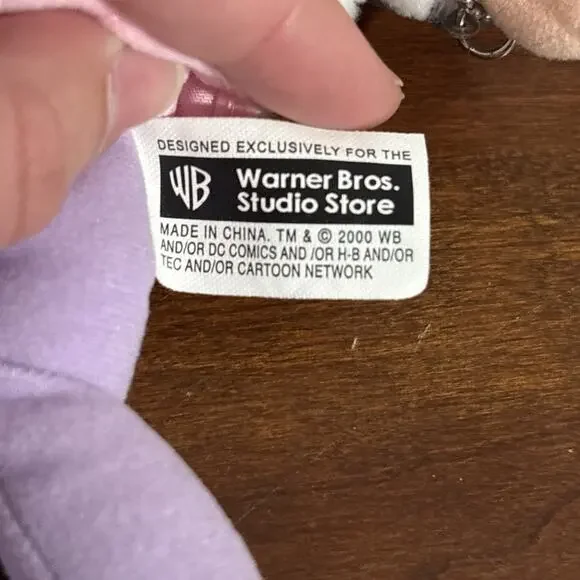 DESIGNED EXCLUSIVELY FOR THE
WB
Warner Bros.
Studio Store
MADE IN CHINA. TM & © 2000 WB
AND/OR DC COMICS AND /OR H-B AND/OR
TEC AND/OR CARTOON NETWORK